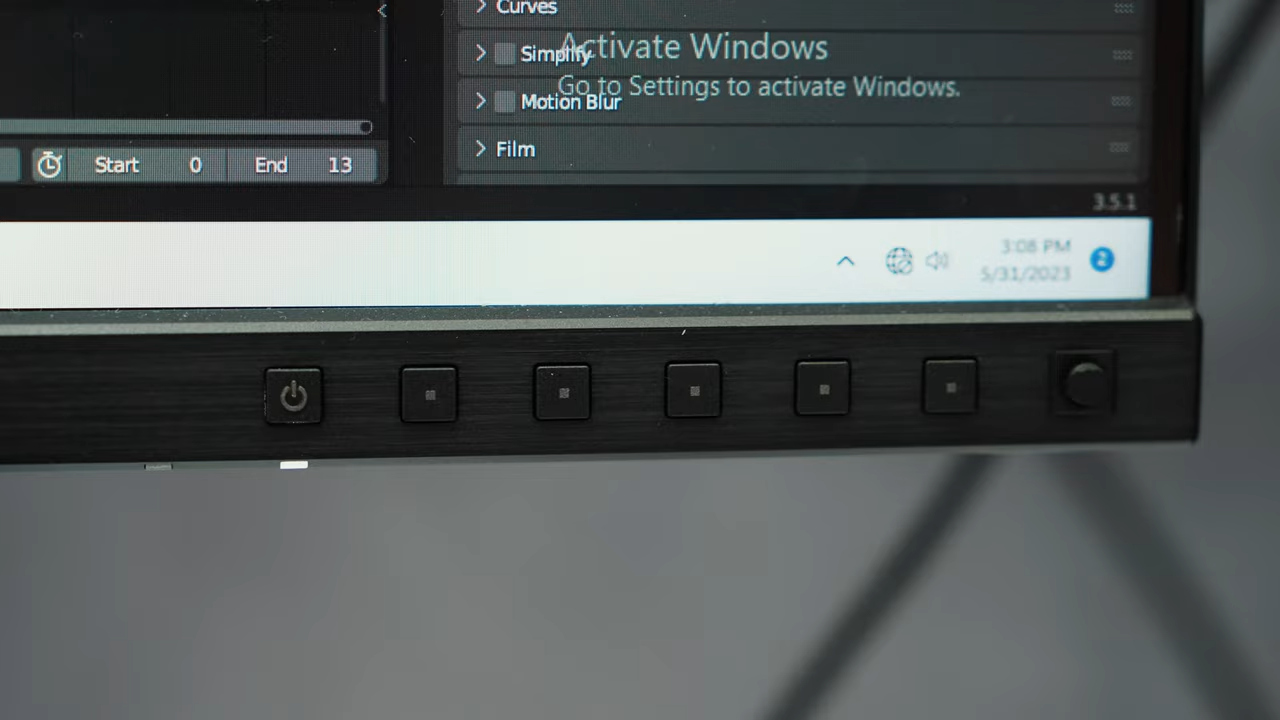 Curves
Activate Windows
Simplify
Go to Settings to activate Windows.
Motion Blur
Film
Start 0 End 13
3.5.1
3:08 PM
2
5/31/2023